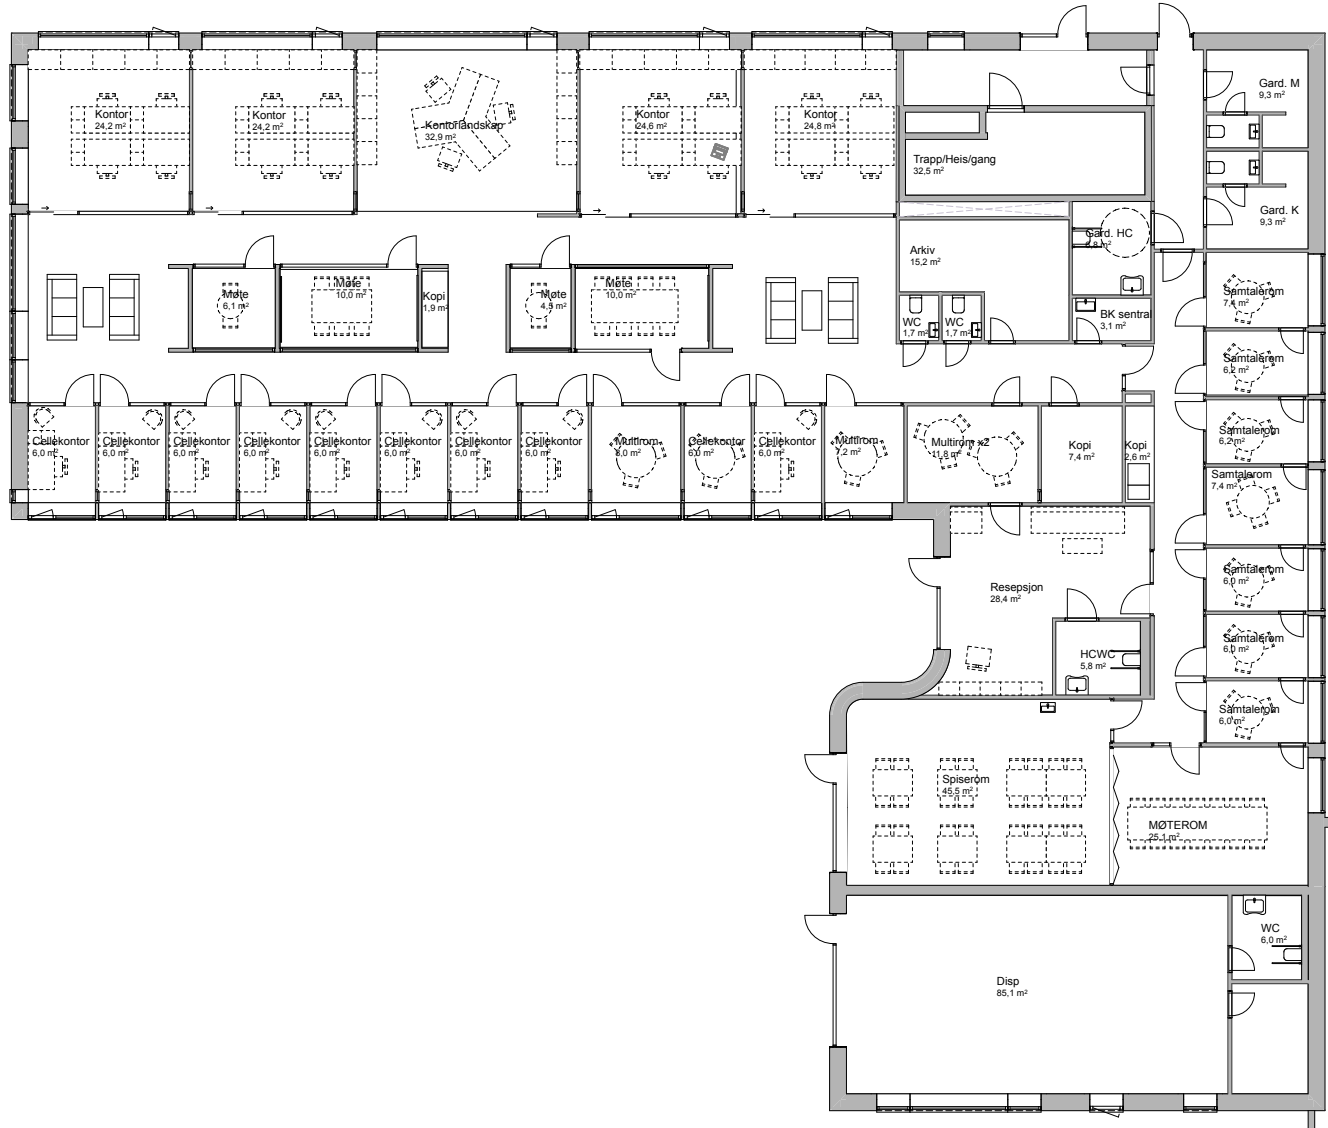 Kontor
24,2 m²
Kontor
24,2 m²
Kontorlandskap
32,9 m²
Kontor
24,6 m²
Kontor
24,8 m²
Gard. M
9,3 m²
Trapp/Heis/gang
32,5 m²
Gard. K
9,3 m²
Gard. HC
Arkiv
15,2 m²
Møte
6,1 m²
Møte
10,0 m²
Kopi
1,9 m²
Møte
4,5 m²
Møte
10,0 m²
WC
1,7 m²
WC
1,7 m²
BK sentral
3,1 m²
Samtalerom
7,4 m²
Samtalerom
6,2 m²
Samtalerom
6,2 m²
Samtalerom
7,4 m²
Samtalerom
6,0 m²
Samtalerom
6,0 m²
Samtalerom
6,0 m²
Cellekontor
6,0 m²
Cellekontor
6,0 m²
Cellekontor
6,0 m²
Cellekontor
6,0 m²
Cellekontor
6,0 m²
Cellekontor
6,0 m²
Cellekontor
6,0 m²
Cellekontor
6,0 m²
Multirom
8,0 m²
Cellekontor
6,0 m²
Cellekontor
6,0 m²
Multirom
7,2 m²
Multirom x2
11,8 m²
Kopi
7,4 m²
Kopi
2,6 m²
Resepsjon
28,4 m²
HCWC
5,8 m²
Spiserom
45,5 m²
MØTEROM
25,1 m²
WC
6,0 m²
Disp
85,1 m²